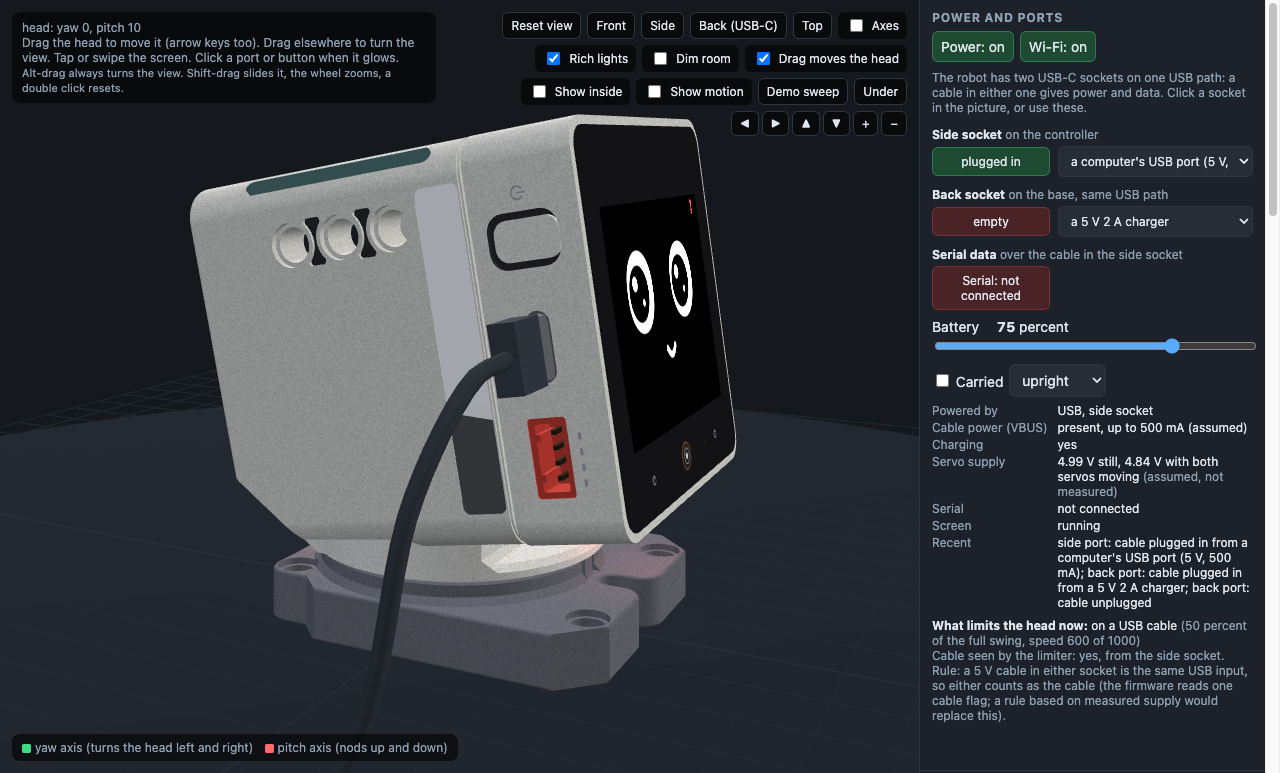 head: yaw 0, pitch 10
Drag the head to move it (arrow keys too). Drag elsewhere to turn the
view. Tap or swipe the screen. Click a port or button when it glows.
Alt-drag always turns the view. Shift-drag slides it, the wheel zooms, a
double click resets.
Reset view
Front
Side
Back (USB-C)
Top
Axes
Rich lights
Dim room
Drag moves the head
Show inside
Show motion
Demo sweep
Under
◄ ► ▲ ▼ + −
yaw axis (turns the head left and right)
pitch axis (nods up and down)
POWER AND PORTS
Power: on
Wi-Fi: on
The robot has two USB-C sockets on one USB path: a
cable in either one gives power and data. Click a socket
in the picture, or use these.
Side socket on the controller
plugged in
a computer's USB port (5 V,
Back socket on the base, same USB path
empty
a 5 V 2 A charger
Serial data over the cable in the side socket
Serial: not
connected
Battery 75 percent
Carried
upright
Powered by USB, side socket
Cable power (VBUS) present, up to 500 mA (assumed)
Charging yes
Servo supply 4.99 V still, 4.84 V with both
servos moving (assumed, not
measured)
Serial not connected
Screen running
Recent side port: cable plugged in from a
computer's USB port (5 V, 500
mA); back port: cable plugged in
from a 5 V 2 A charger; back port:
cable unplugged
What limits the head now: on a USB cable (50 percent
of the full swing, speed 600 of 1000)
Cable seen by the limiter: yes, from the side socket.
Rule: a 5 V cable in either socket is the same USB input,
so either counts as the cable (the firmware reads one
cable flag; a rule based on measured supply would
replace this).